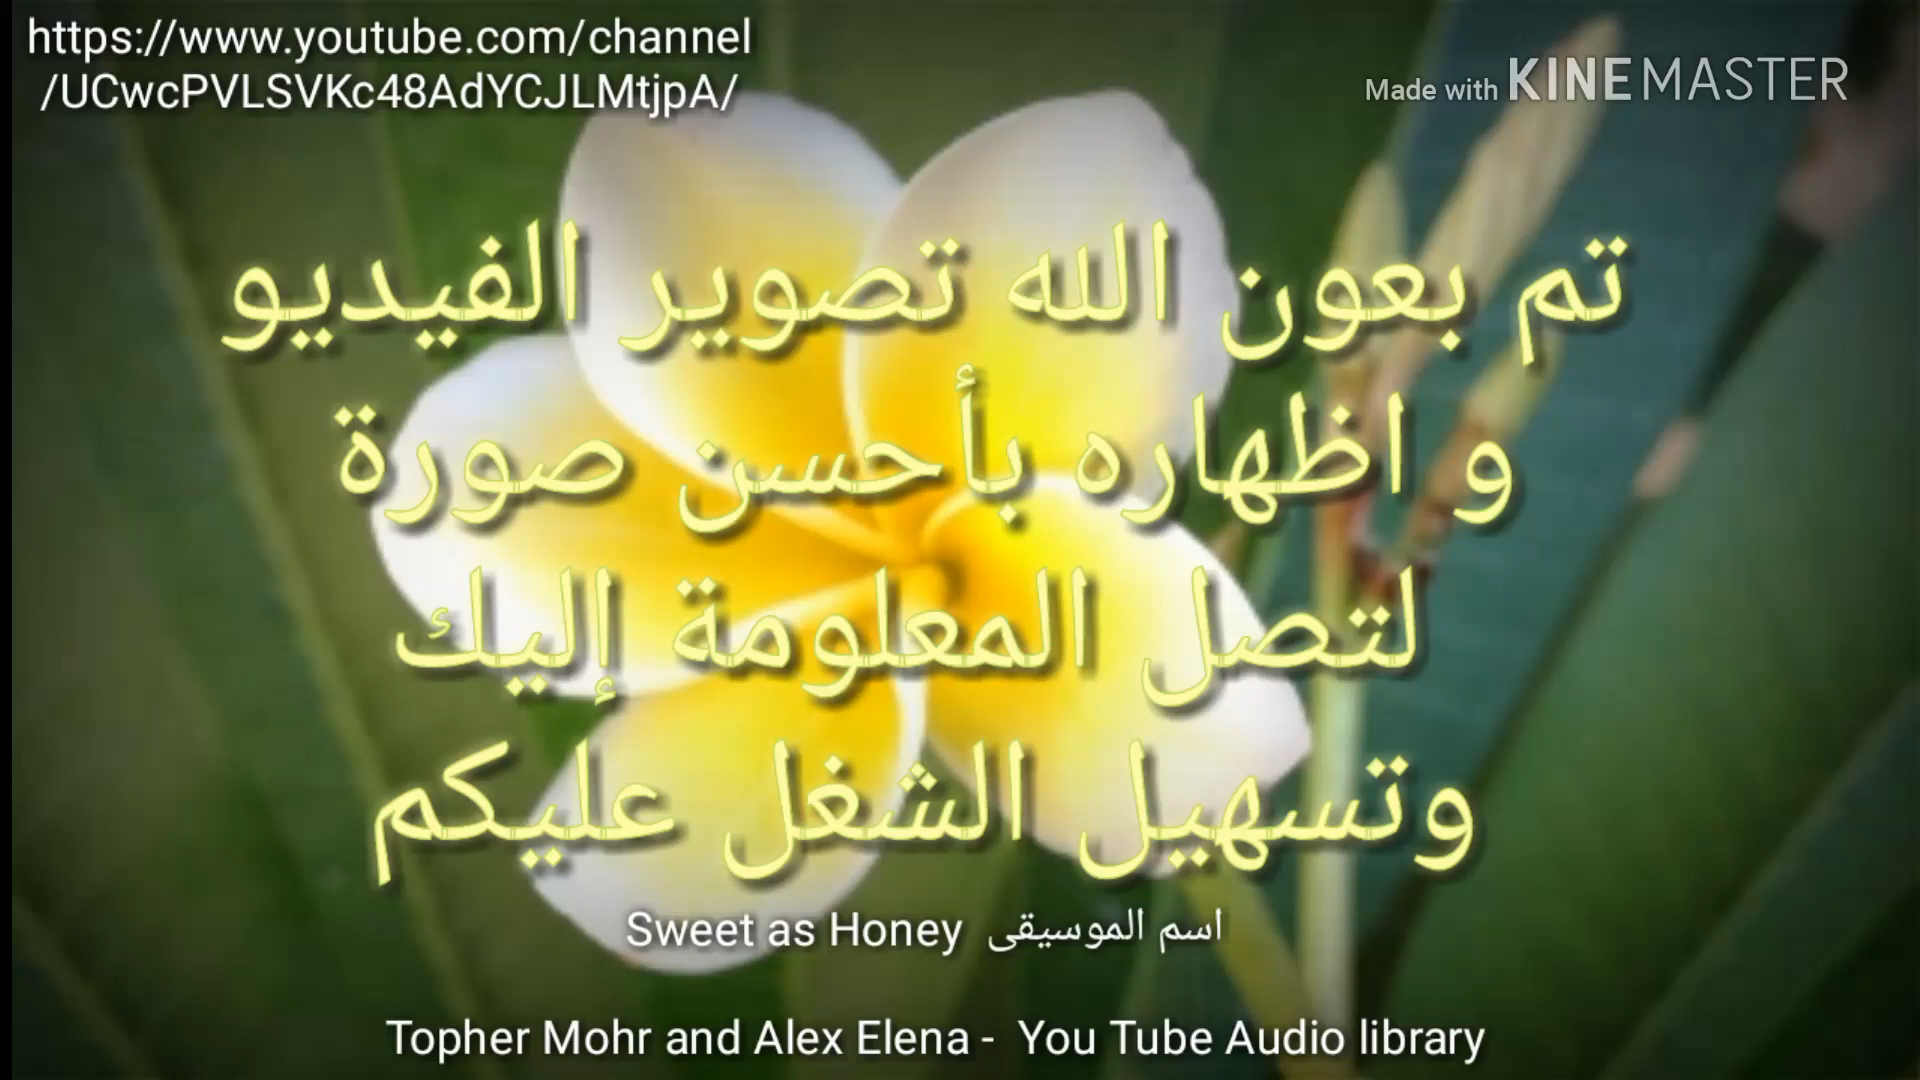 https://www.youtube.com/channel
/UCwcPVLSVKc48AdYCJLMtjpA/
Made with KINEMASTER
تم بعون الله تصوير الفيديو
و اظهاره بأحسن صورة
لتصل المعلومة إليك
وتسهيل الشغل عليكم
اسم الموسيقى Sweet as Honey
Topher Mohr and Alex Elena - You Tube Audio library